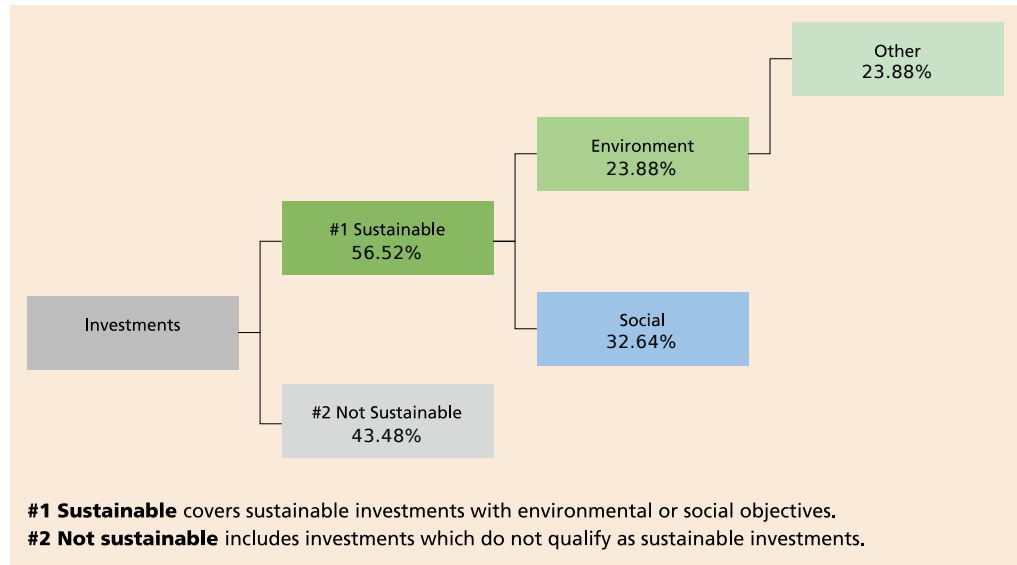 Other
23.88%
Environment
23.88%
#1 Sustainable
56.52%
Investments
Social
32.64%
#2 Not Sustainable
43.48%
#1 Sustainable covers sustainable investments with environmental or social objectives.
#2 Not sustainable includes investments which do not qualify as sustainable investments.